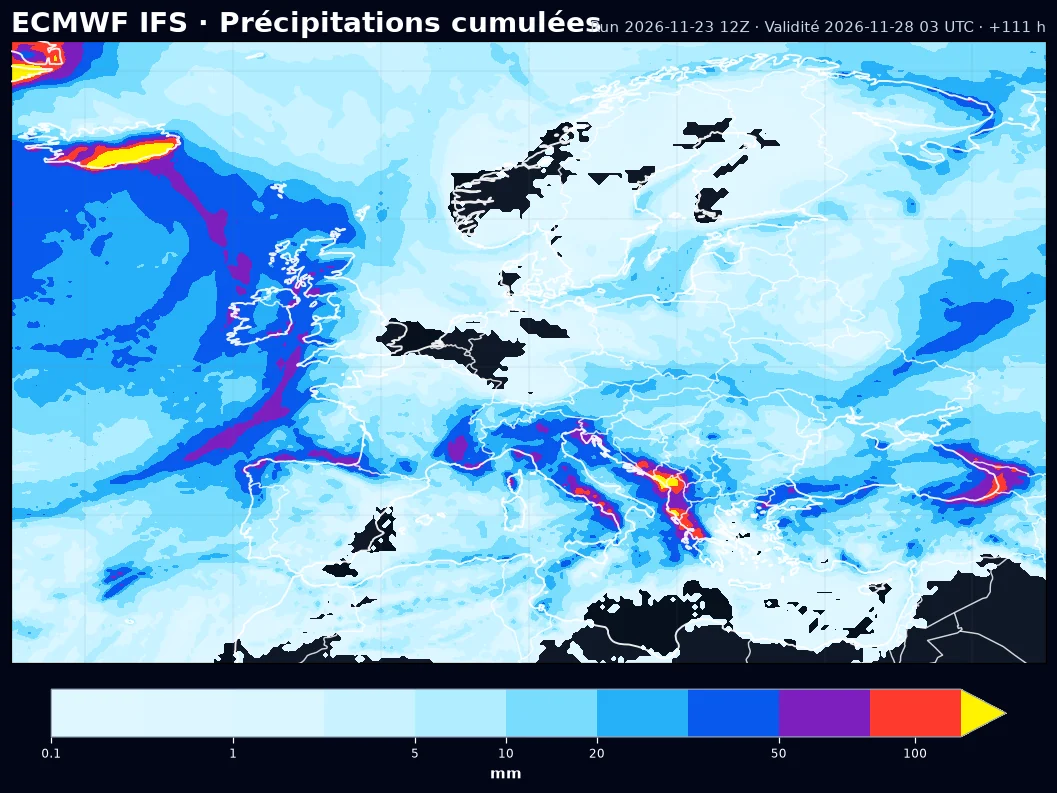 ECMWF IFS · Précipitations cumulées
Run 2026-11-23 12Z · Validité 2026-11-28 03 UTC · +111 h
0.1 1 5 10 20 50 100
mm